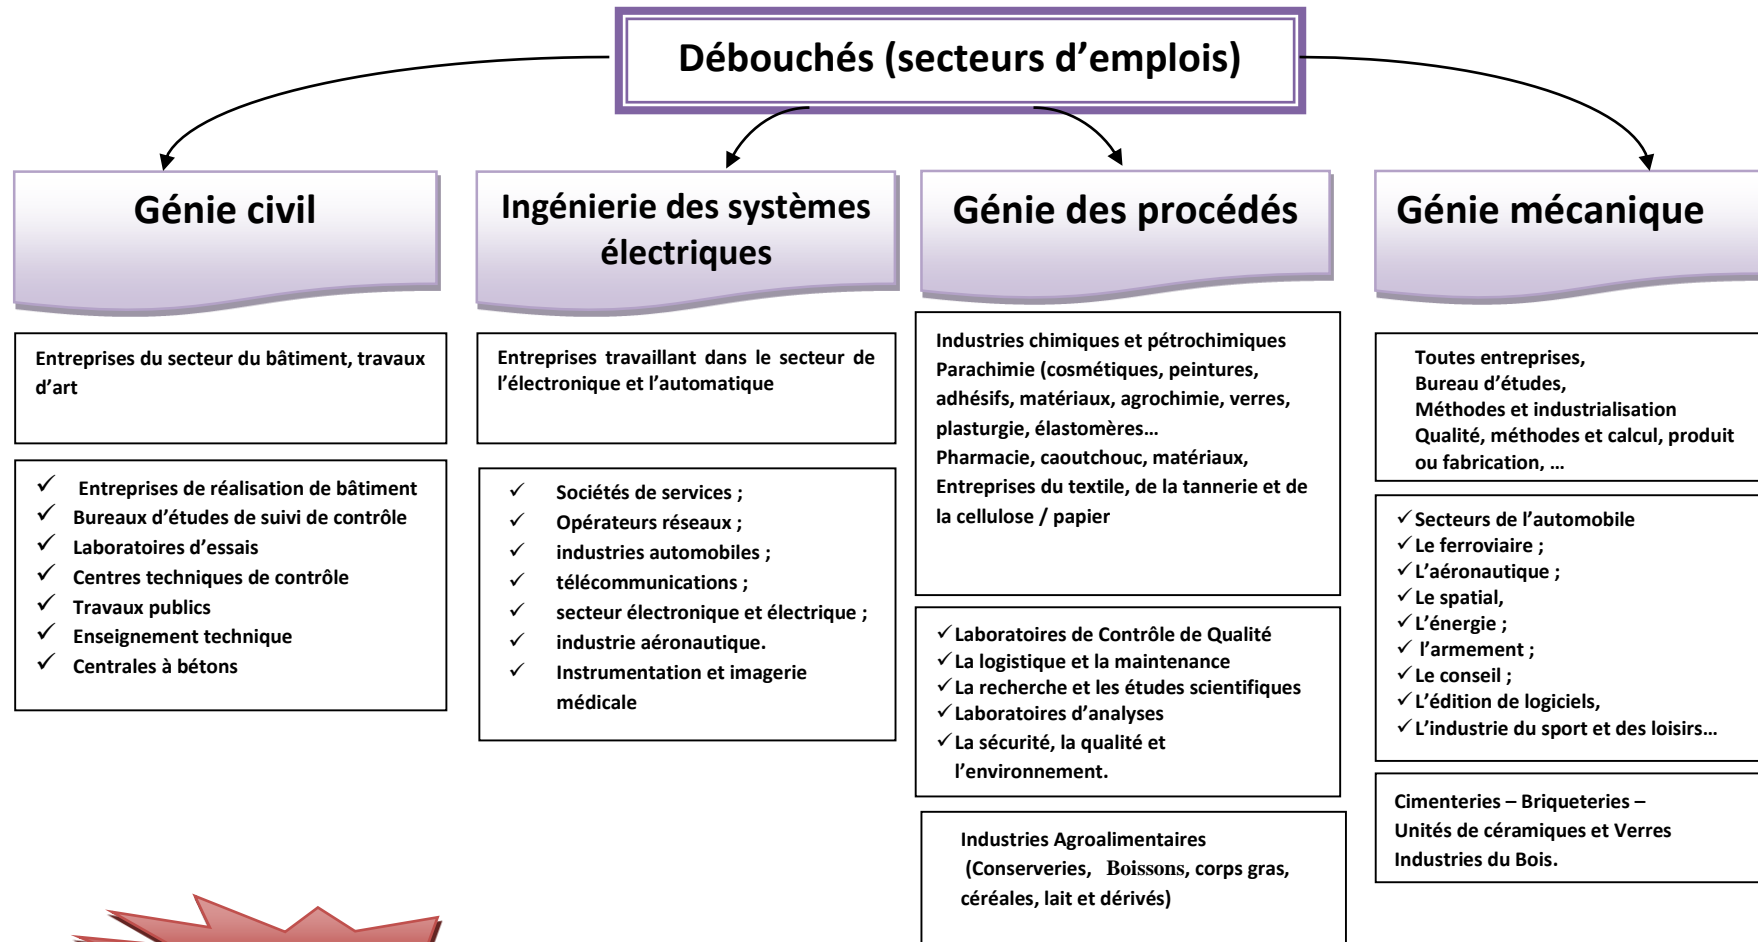 Débouchés (secteurs d'emplois)
Génie civil
Entreprises du secteur du bâtiment, travaux
d'art
✓ Entreprises de réalisation de bâtiment
✓ Bureaux d'études de suivi de contrôle
✓ Laboratoires d'essais
✓ Centres techniques de contrôle
✓ Travaux publics
✓ Enseignement technique
✓ Centrales à bétons
Ingénierie des systèmes
électriques
Entreprises travaillant dans le secteur de
l'électronique et l'automatique
✓ Sociétés de services ;
✓ Opérateurs réseaux ;
✓ industries automobiles ;
✓ télécommunications ;
✓ secteur électronique et électrique ;
✓ industrie aéronautique.
✓ Instrumentation et imagerie
médicale
Génie des procédés
Industries chimiques et pétrochimiques
Parachimie (cosmétiques, peintures,
adhésifs, matériaux, agrochimie, verres,
plasturgie, élastomères…
Pharmacie, caoutchouc, matériaux,
Entreprises du textile, de la tannerie et de
la cellulose / papier
✓ Laboratoires de Contrôle de Qualité
✓ La logistique et la maintenance
✓ La recherche et les études scientifiques
✓ Laboratoires d'analyses
✓ La sécurité, la qualité et
l'environnement.
Industries Agroalimentaires
(Conserveries, Boissons, corps gras,
céréales, lait et dérivés)
Génie mécanique
Toutes entreprises,
Bureau d'études,
Méthodes et industrialisation
Qualité, méthodes et calcul, produit
ou fabrication, …
✓ Secteurs de l'automobile
✓ Le ferroviaire ;
✓ L'aéronautique ;
✓ Le spatial,
✓ L'énergie ;
✓ l'armement ;
✓ Le conseil ;
✓ L'édition de logiciels,
✓ L'industrie du sport et des loisirs…
Cimenteries – Briqueteries –
Unités de céramiques et Verres
Industries du Bois.